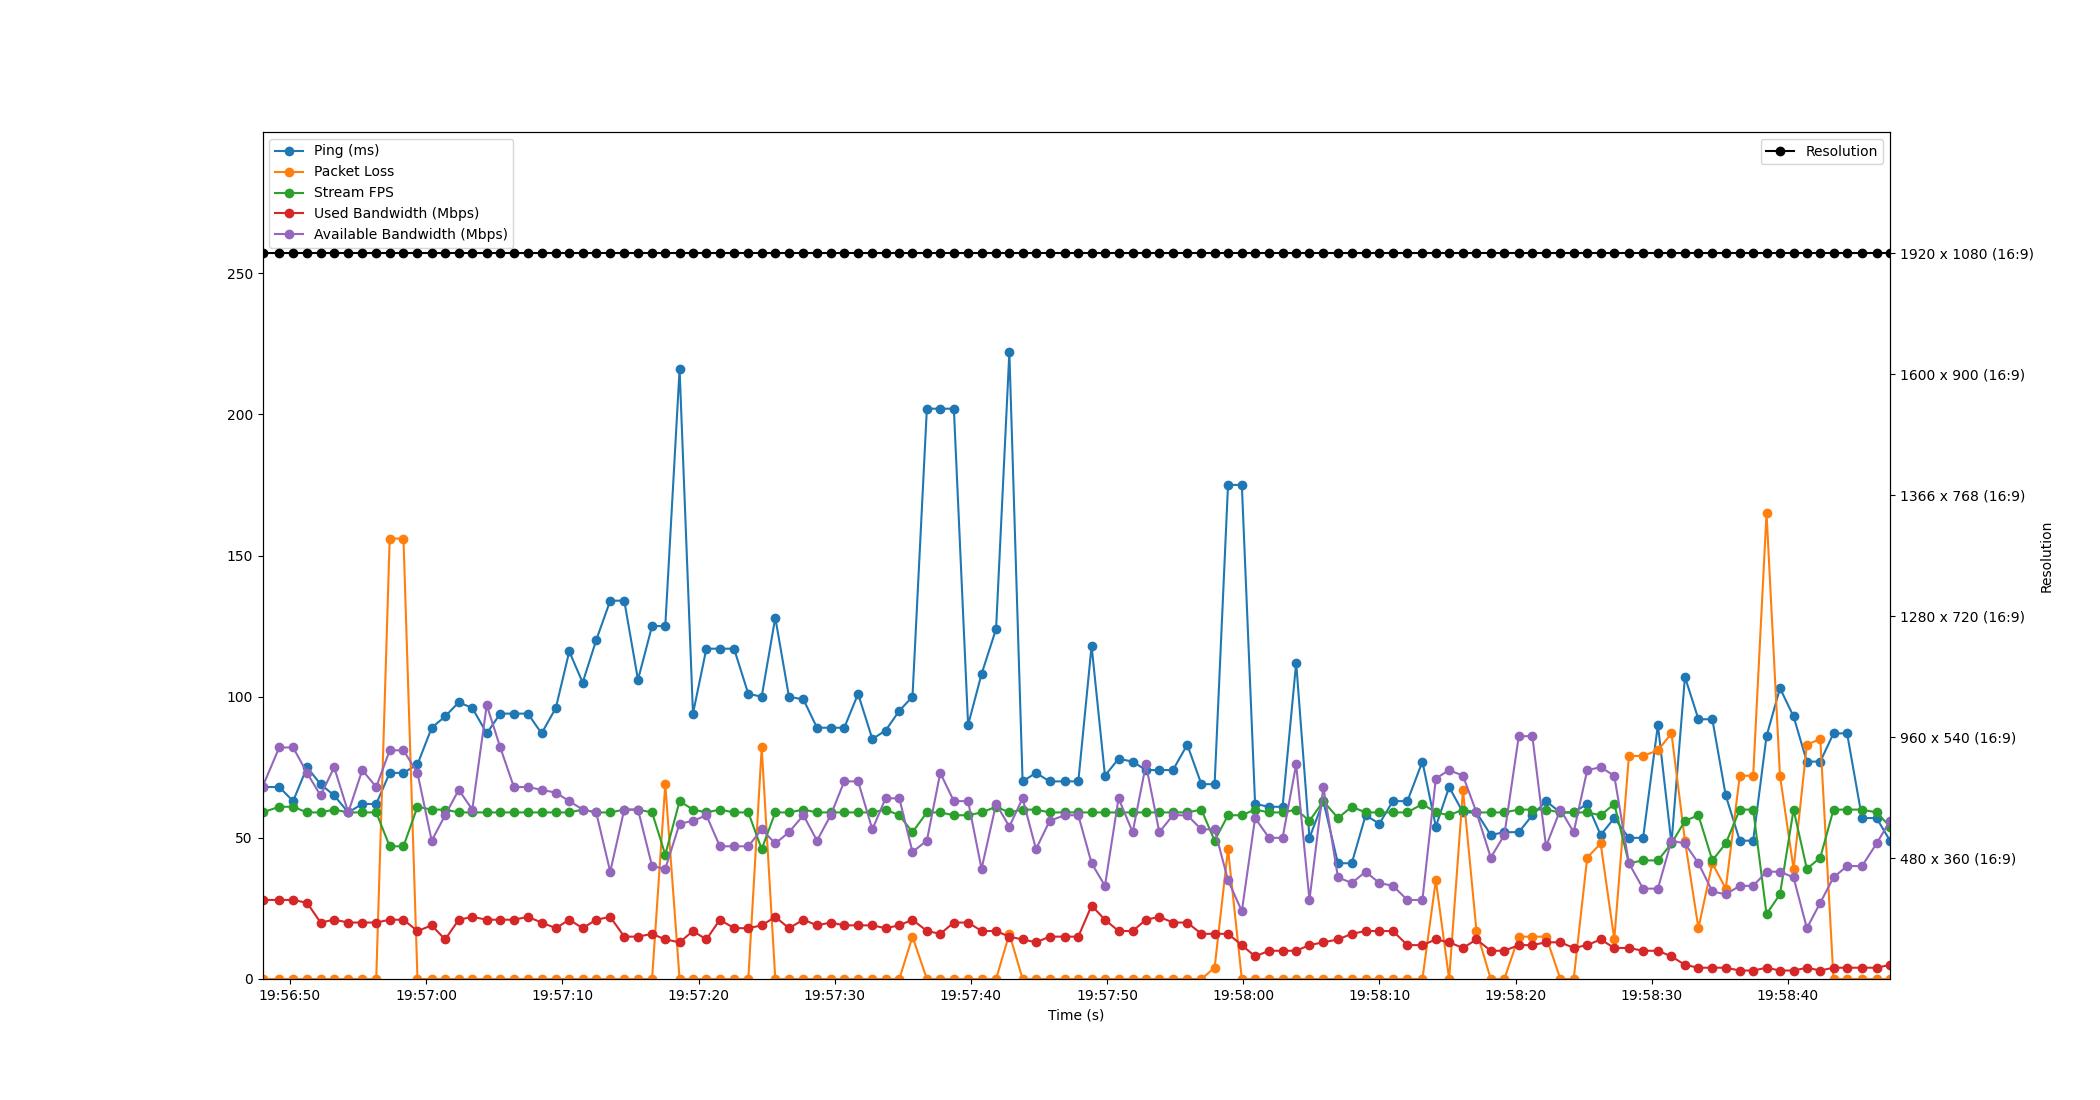 Ping (ms)
Packet Loss
Stream FPS
Used Bandwidth (Mbps)
Available Bandwidth (Mbps)
Resolution
250
200
150
100
50
0
1920 x 1080 (16:9)
1600 x 900 (16:9)
1366 x 768 (16:9)
1280 x 720 (16:9)
960 x 540 (16:9)
480 x 360 (16:9)
Resolution
19:56:50 19:57:00 19:57:10 19:57:20 19:57:30 19:57:40 19:57:50 19:58:00 19:58:10 19:58:20 19:58:30 19:58:40
Time (s)